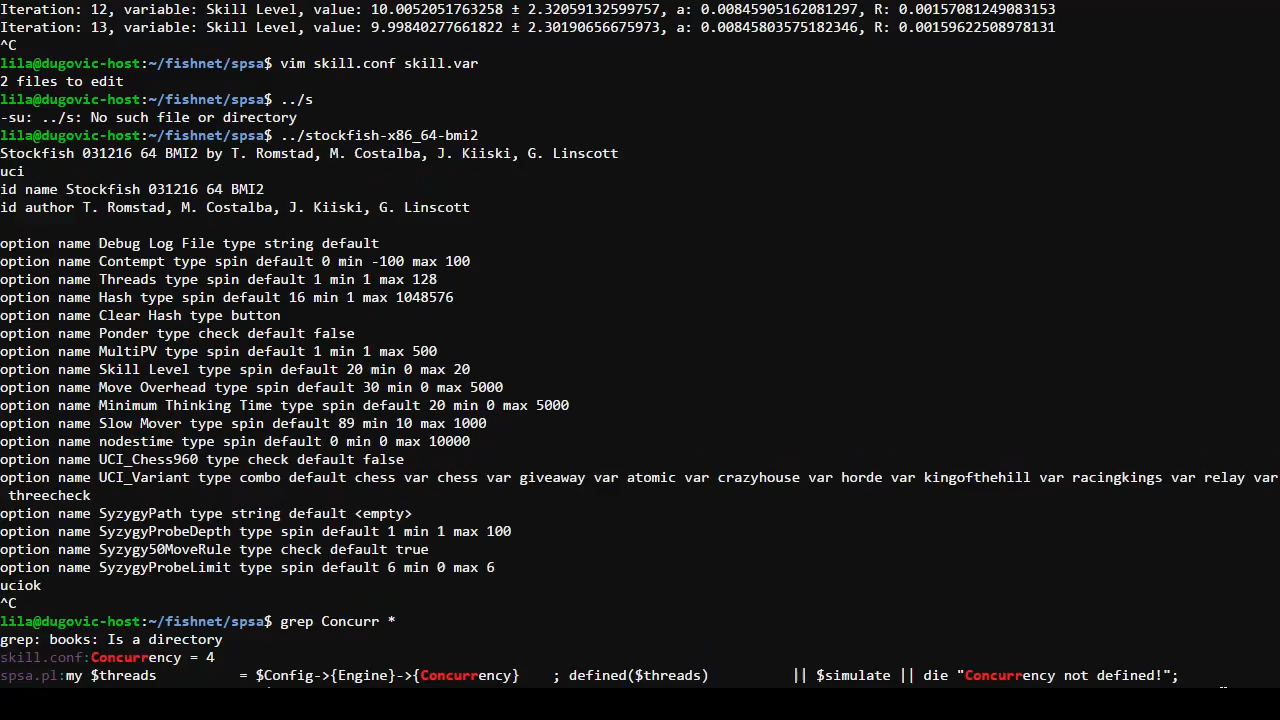 Iteration: 12, variable: Skill Level, value: 10.0052051763258 ± 2.32059132599757, a: 0.00845905162081297, R: 0.00157081249083153
Iteration: 13, variable: Skill Level, value: 9.99840277661822 ± 2.30190656675973, a: 0.00845803575182346, R: 0.00159622508978131
^C
lila@dugovic-host:~/fishnet/spsa$ vim skill.conf skill.var
2 files to edit
lila@dugovic-host:~/fishnet/spsa$ ../s
-su: ../s: No such file or directory
lila@dugovic-host:~/fishnet/spsa$ ../stockfish-x86_64-bmi2
Stockfish 031216 64 BMI2 by T. Romstad, M. Costalba, J. Kiiski, G. Linscott
uci
id name Stockfish 031216 64 BMI2
id author T. Romstad, M. Costalba, J. Kiiski, G. Linscott
option name Debug Log File type string default
option name Contempt type spin default 0 min -100 max 100
option name Threads type spin default 1 min 1 max 128
option name Hash type spin default 16 min 1 max 1048576
option name Clear Hash type button
option name Ponder type check default false
option name MultiPV type spin default 1 min 1 max 500
option name Skill Level type spin default 20 min 0 max 20
option name Move Overhead type spin default 30 min 0 max 5000
option name Minimum Thinking Time type spin default 20 min 0 max 5000
option name Slow Mover type spin default 89 min 10 max 1000
option name nodestime type spin default 0 min 0 max 10000
option name UCI_Chess960 type check default false
option name UCI_Variant type combo default chess var chess var giveaway var atomic var crazyhouse var horde var kingofthehill var racingkings var relay var
threecheck
option name SyzygyPath type string default <empty>
option name SyzygyProbeDepth type spin default 1 min 1 max 100
option name Syzygy50MoveRule type check default true
option name SyzygyProbeLimit type spin default 6 min 0 max 6
uciok
^C
lila@dugovic-host:~/fishnet/spsa$ grep Concurr *
grep: books: Is a directory
skill.conf:Concurrency = 4
spsa.pl:my $threads = $Config->{Engine}->{Concurrency} ; defined($threads) || $simulate || die "Concurrency not defined!";